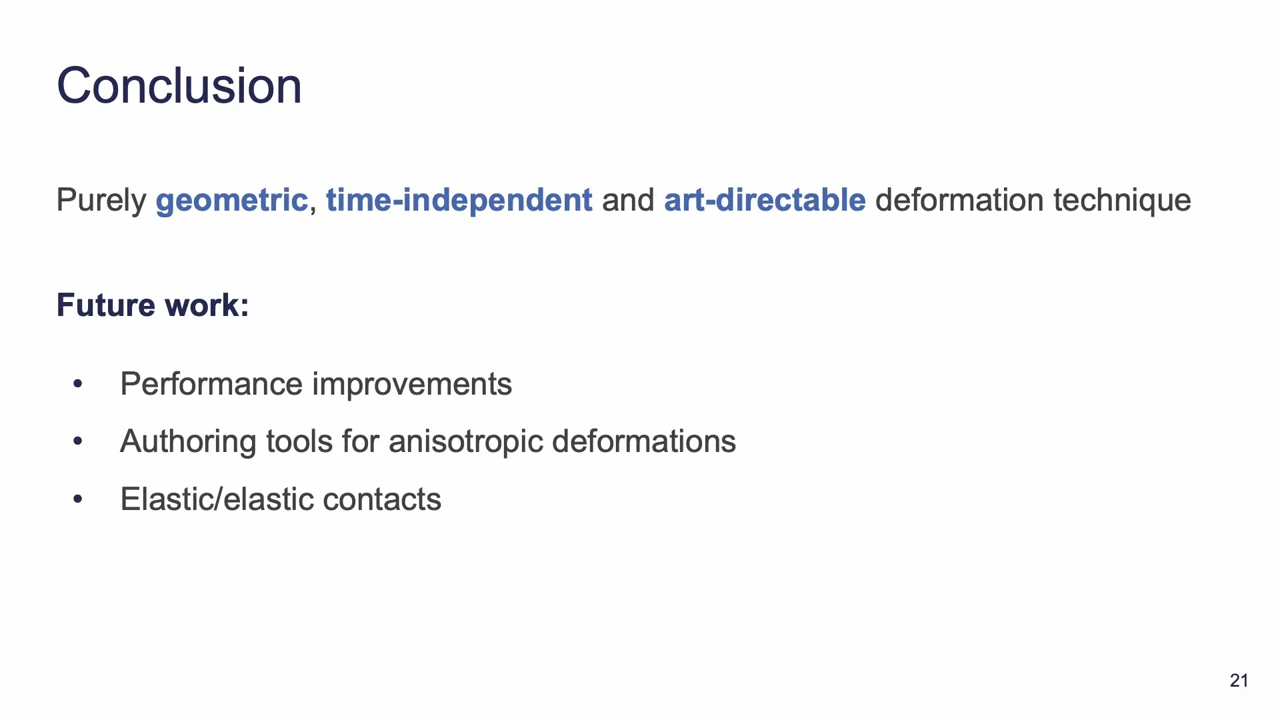 Conclusion
Purely geometric, time-independent and art-directable deformation technique
Future work:
• Performance improvements
• Authoring tools for anisotropic deformations
• Elastic/elastic contacts
21